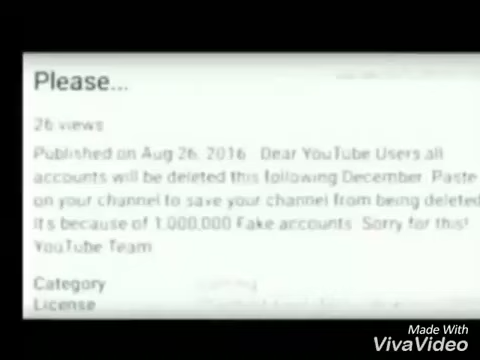 Please...
26 views
Published on Aug 26, 2016 Dear YouTube Users all
accounts will be deleted this following December. Paste
on your channel to save your channel from being deleted
It's because of 1,000,000 Fake accounts. Sorry for this!
YouTube Team
Category
License
Made With
VivaVideo